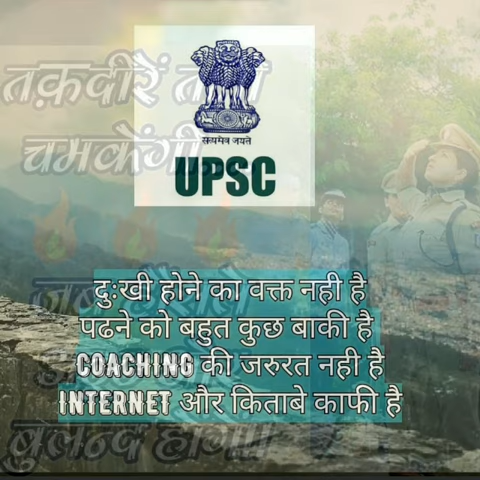 तक़दीरें
चमकेंगी
सत्यमेव जयते
UPSC
दुःखी होने का वक्त नही है
पढने को बहुत कुछ बाकी है
COACHING की जरुरत नही है
INTERNET और किताबे काफी है
बुलन्द होगा